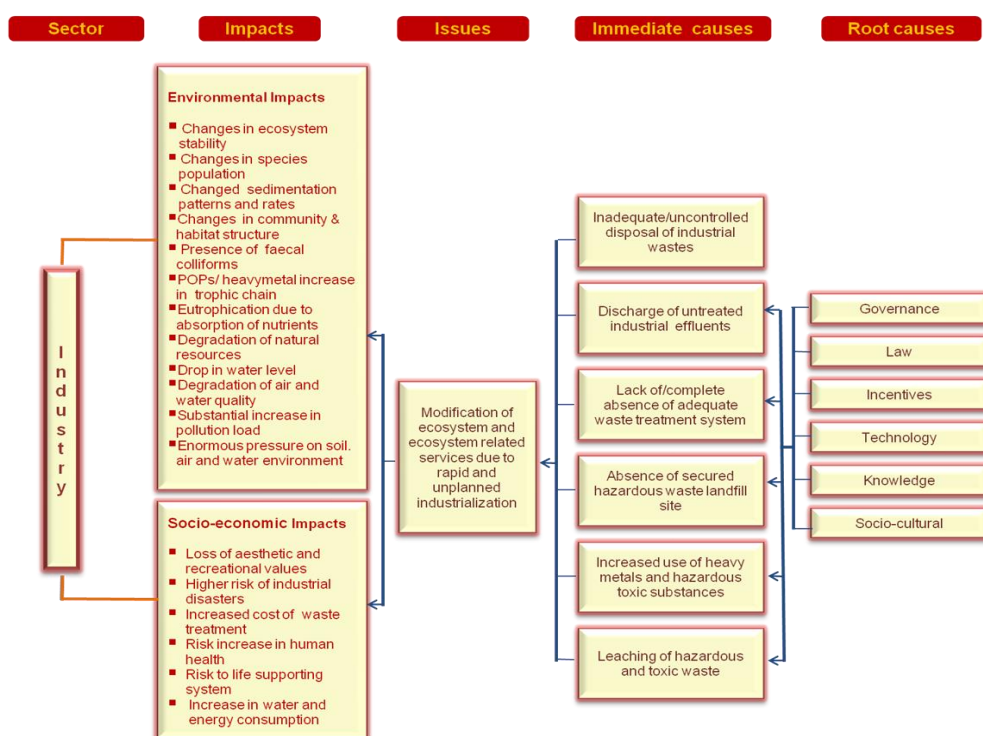 Sector
Impacts
Issues
Immediate causes
Root causes
Industry
Environmental Impacts
▪ Changes in ecosystem
stability
▪ Changes in species
population
▪ Changed sedimentation
patterns and rates
▪ Changes in community &
habitat structure
▪ Presence of faecal
colliforms
▪ POPs/ heavymetal increase
in trophic chain
▪ Eutrophication due to
absorption of nutrients
▪ Degradation of natural
resources
▪ Drop in water level
▪ Degradation of air and
water quality
▪ Substantial increase in
pollution load
▪ Enormous pressure on soil.
air and water environment
Socio-economic Impacts
▪ Loss of aesthetic and
recreational values
▪ Higher risk of industrial
disasters
▪ Increased cost of waste
treatment
▪ Risk increase in human
health
▪ Risk to life supporting
system
▪ Increase in water and
energy consumption
Modification of
ecosystem and
ecosystem related
services due to
rapid and
unplanned
industrialization
Inadequate/uncontrolled
disposal of industrial
wastes
Discharge of untreated
industrial effluents
Lack of/complete
absence of adequate
waste treatment system
Absence of secured
hazardous waste landfill
site
Increased use of heavy
metals and hazardous
toxic substances
Leaching of hazardous
and toxic waste
Governance
Law
Incentives
Technology
Knowledge
Socio-cultural